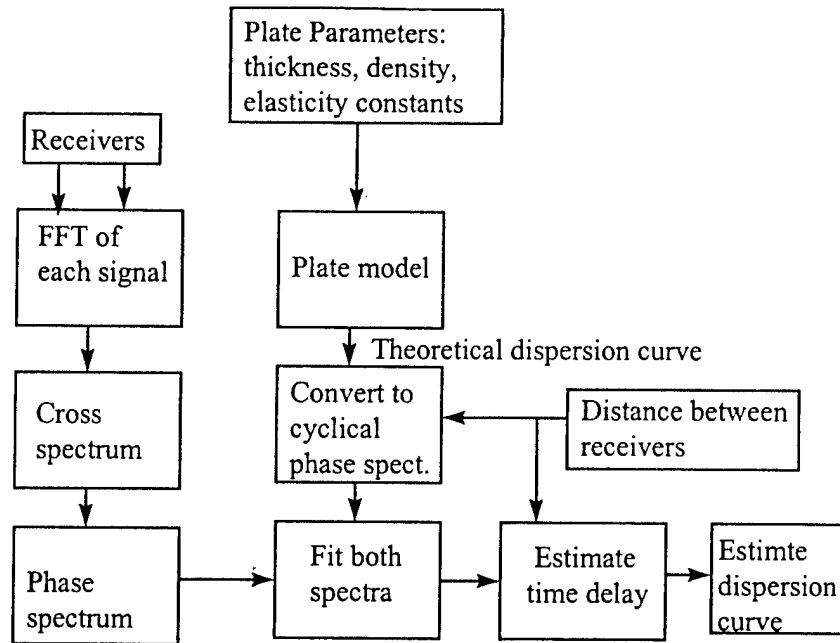 Plate Parameters:
thickness, density,
elasticity constants
Receivers
FFT of
each signal
Plate model
Theoretical dispersion curve
Cross
spectrum
Convert to
cyclical
phase spect.
Distance between
receivers
Phase
spectrum
Fit both
spectra
Estimate
time delay
Estimte
dispersion
curve